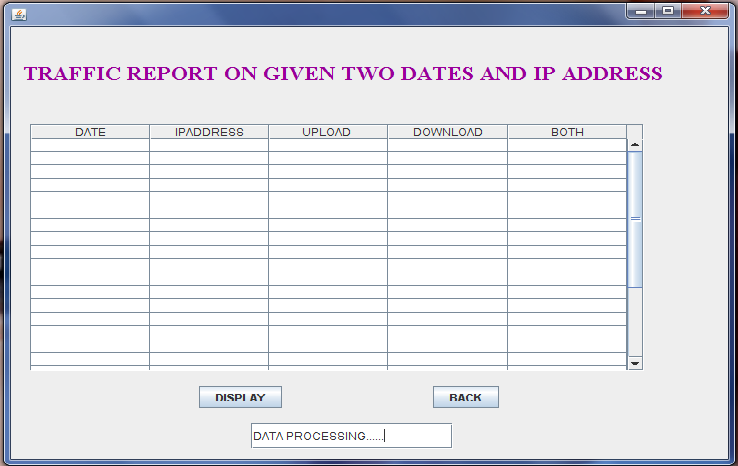 TRAFFIC REPORT ON GIVEN TWO DATES AND IP ADDRESS
DATE IPADDRESS UPLOAD DOWNLOAD BOTH
DISPLAY BACK
DATA PROCESSING.....